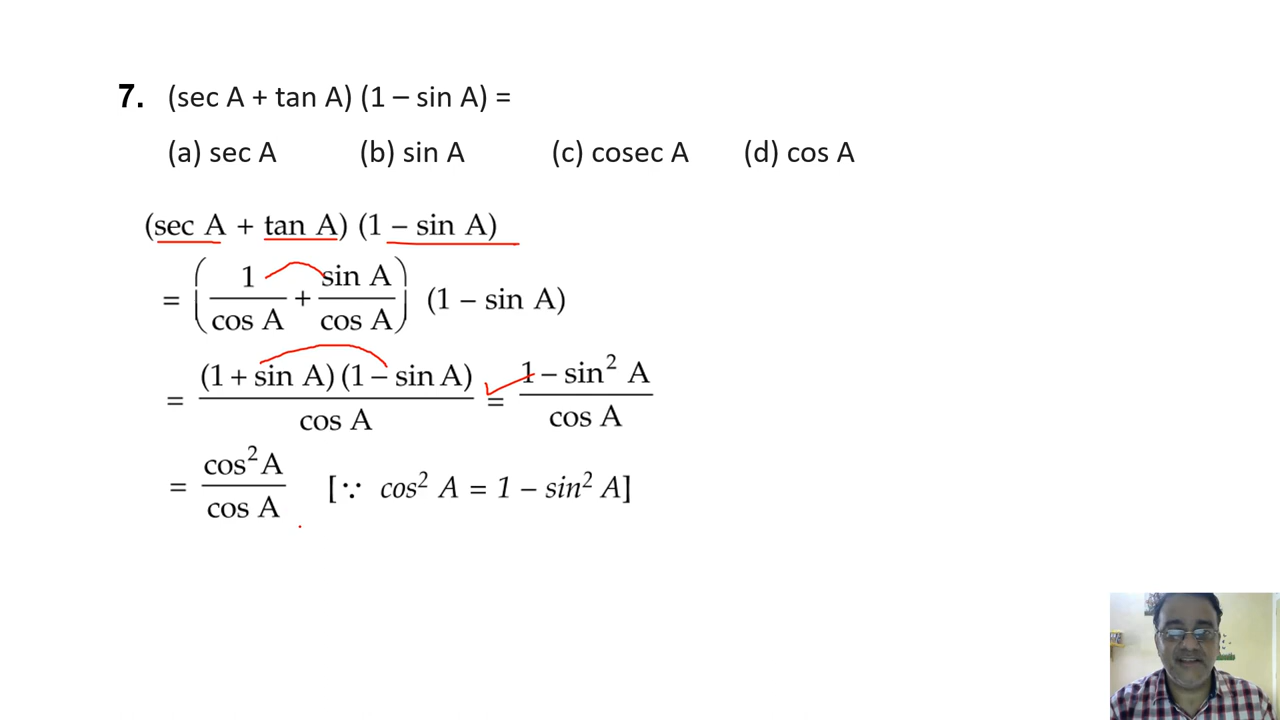 7. (sec A + tan A) (1 – sin A) =
(a) sec A (b) sin A (c) cosec A (d) cos A
(sec A + tan A) (1 – sin A)
= (1/cos A + sin A/cos A) (1 – sin A)
= (1 + sin A)(1 – sin A)/cos A = 1 – sin² A/cos A
= cos² A/cos A [∵ cos² A = 1 – sin² A]